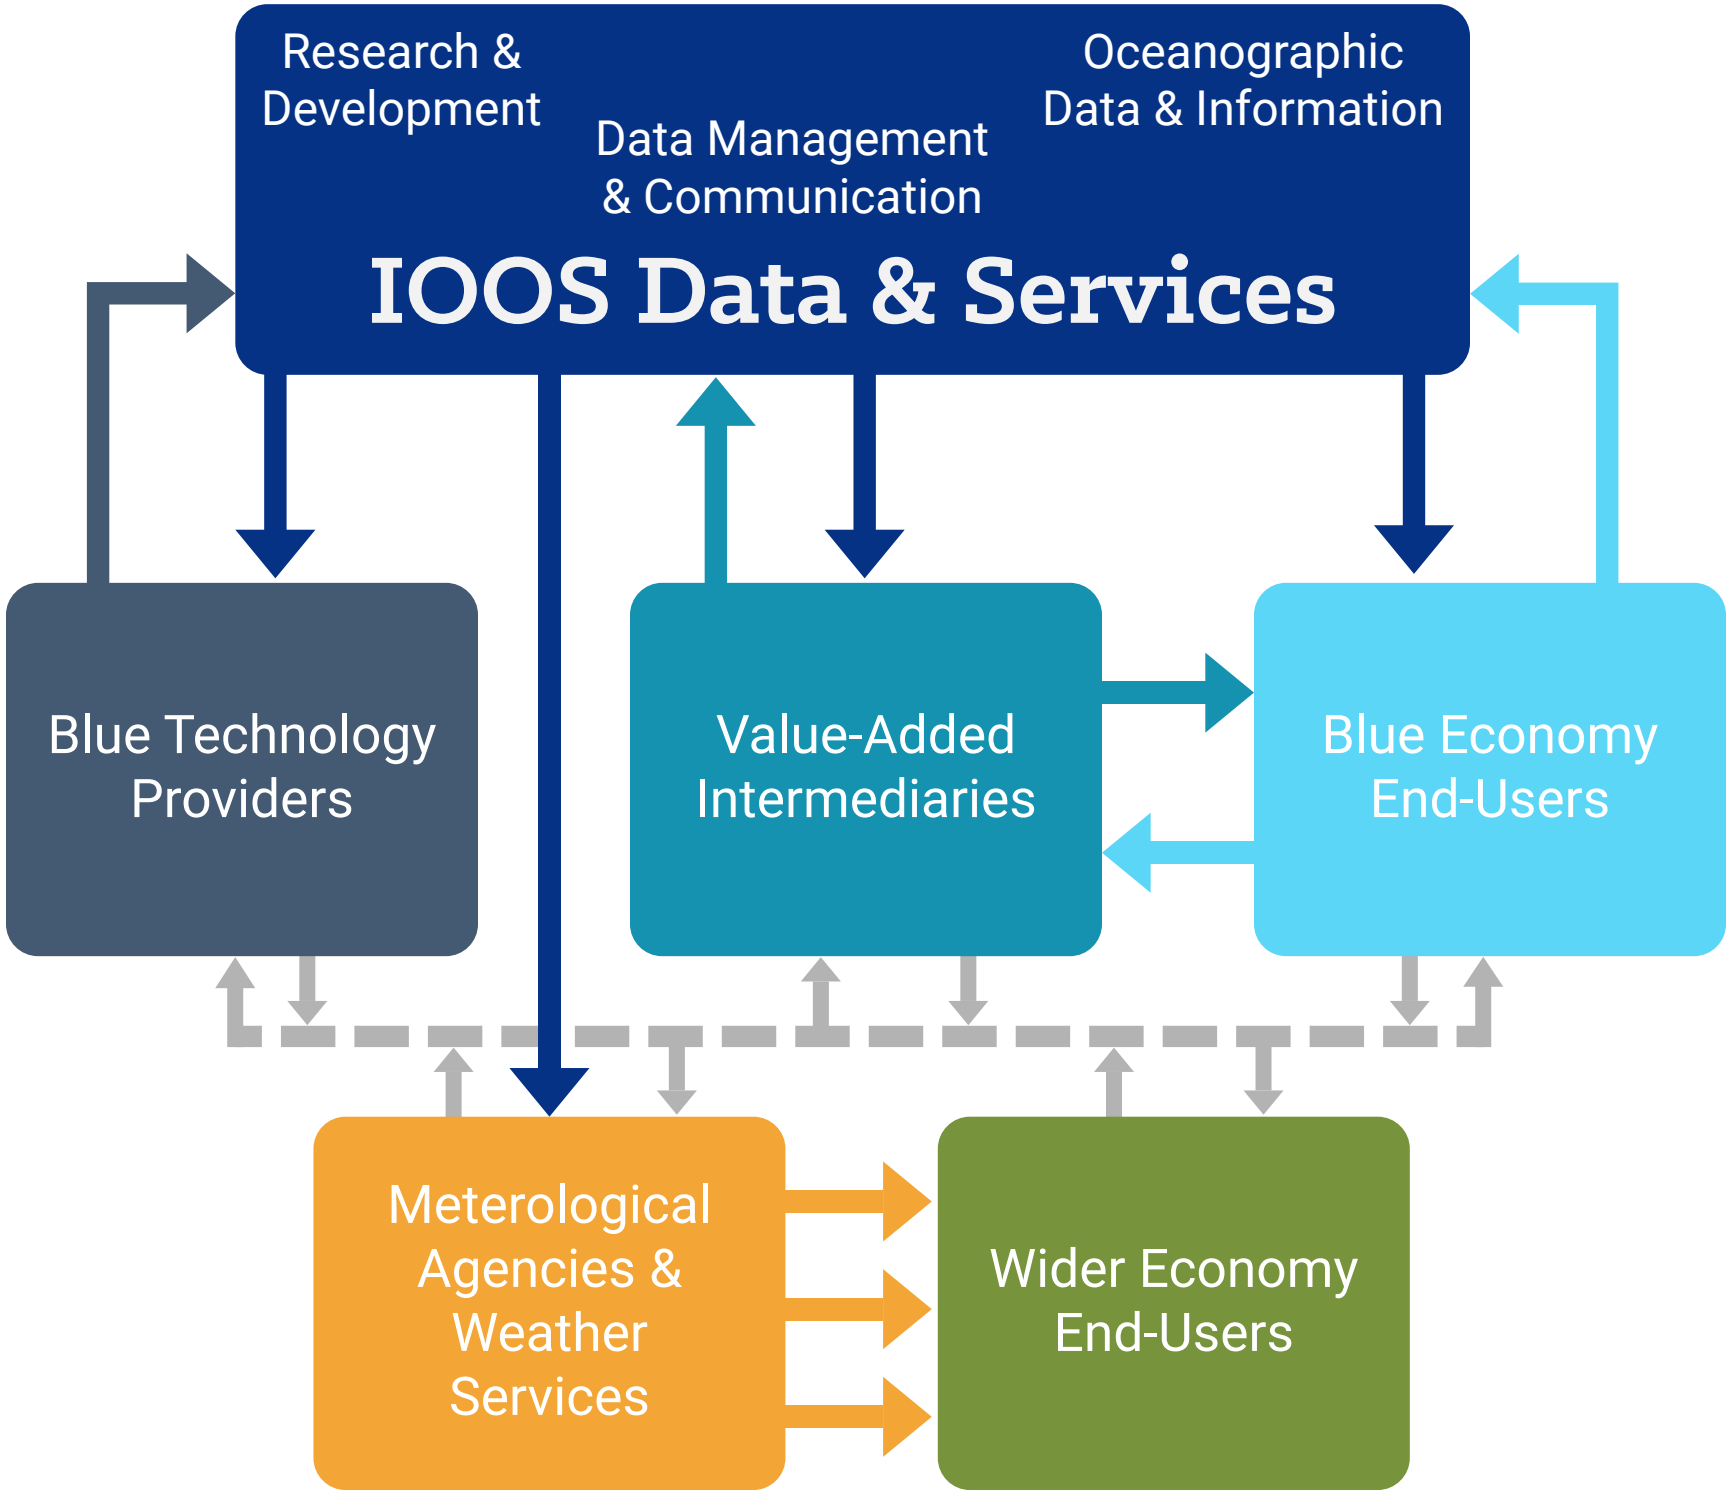 Research &
Development
Data Management
& Communication
Oceanographic
Data & Information
IOOS Data & Services
Blue Technology
Providers
Value-Added
Intermediaries
Blue Economy
End-Users
Meterological
Agencies &
Weather
Services
Wider Economy
End-Users